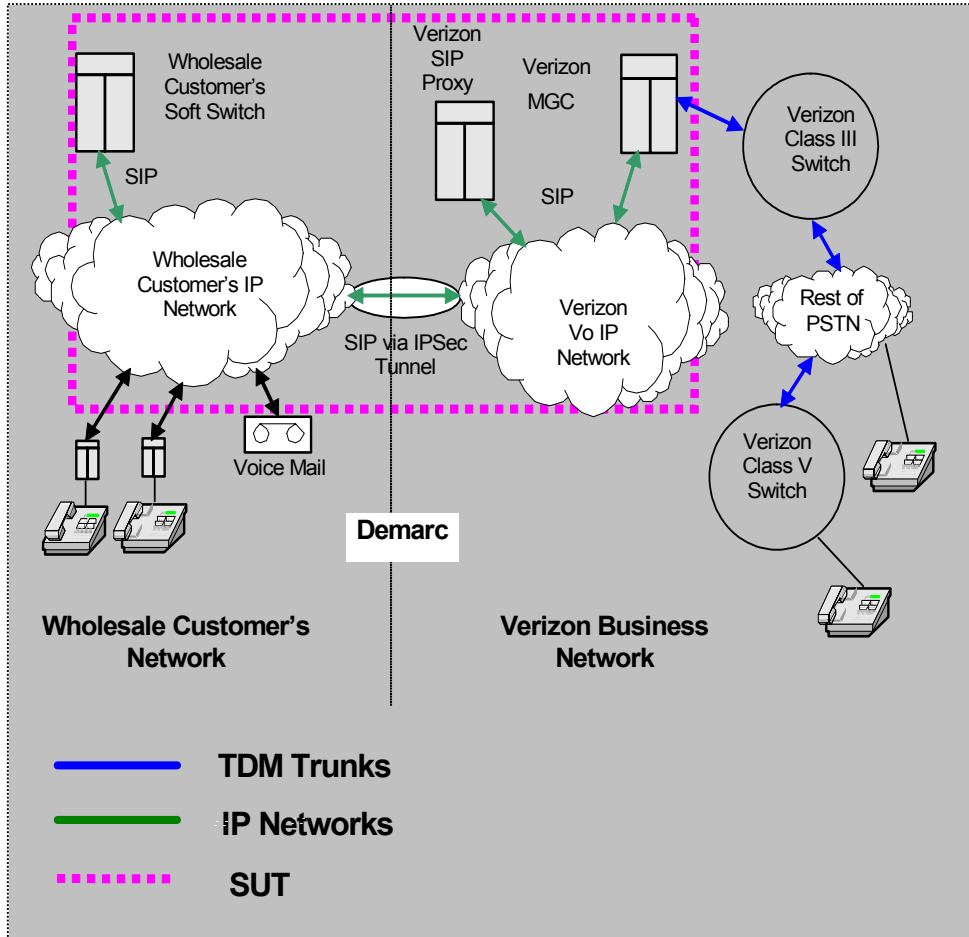 Wholesale
Customer's
Soft Switch
SIP
Verizon
SIP
Proxy
Verizon
MGC
SIP
Verizon
Class III
Switch
Wholesale
Customer's IP
Network
SIP via IPSec
Tunnel
Verizon
Vo IP
Network
Rest of
PSTN
Voice Mail
Verizon
Class V
Switch
Demarc
Wholesale Customer's
Network
Verizon Business
Network
TDM Trunks
IP Networks
SUT